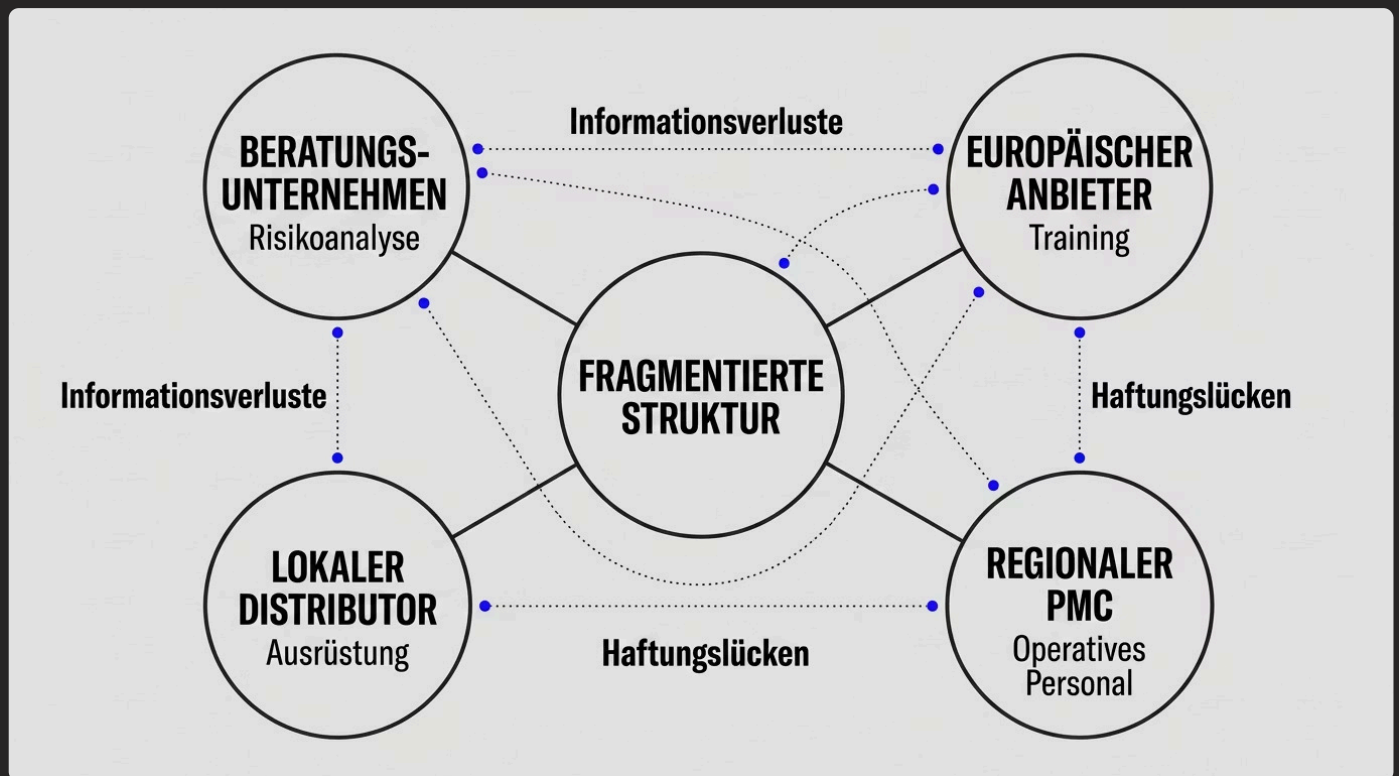 Informationsverluste
BERATUNGS-
UNTERNEHMEN
Risikoanalyse
EUROPÄISCHER
ANBIETER
Training
FRAGMENTIERTE
STRUKTUR
Informationsverluste
Haftungslücken
LOKALER
DISTRIBUTOR
Ausrüstung
REGIONALER
PMC
Operatives
Personal
Haftungslücken